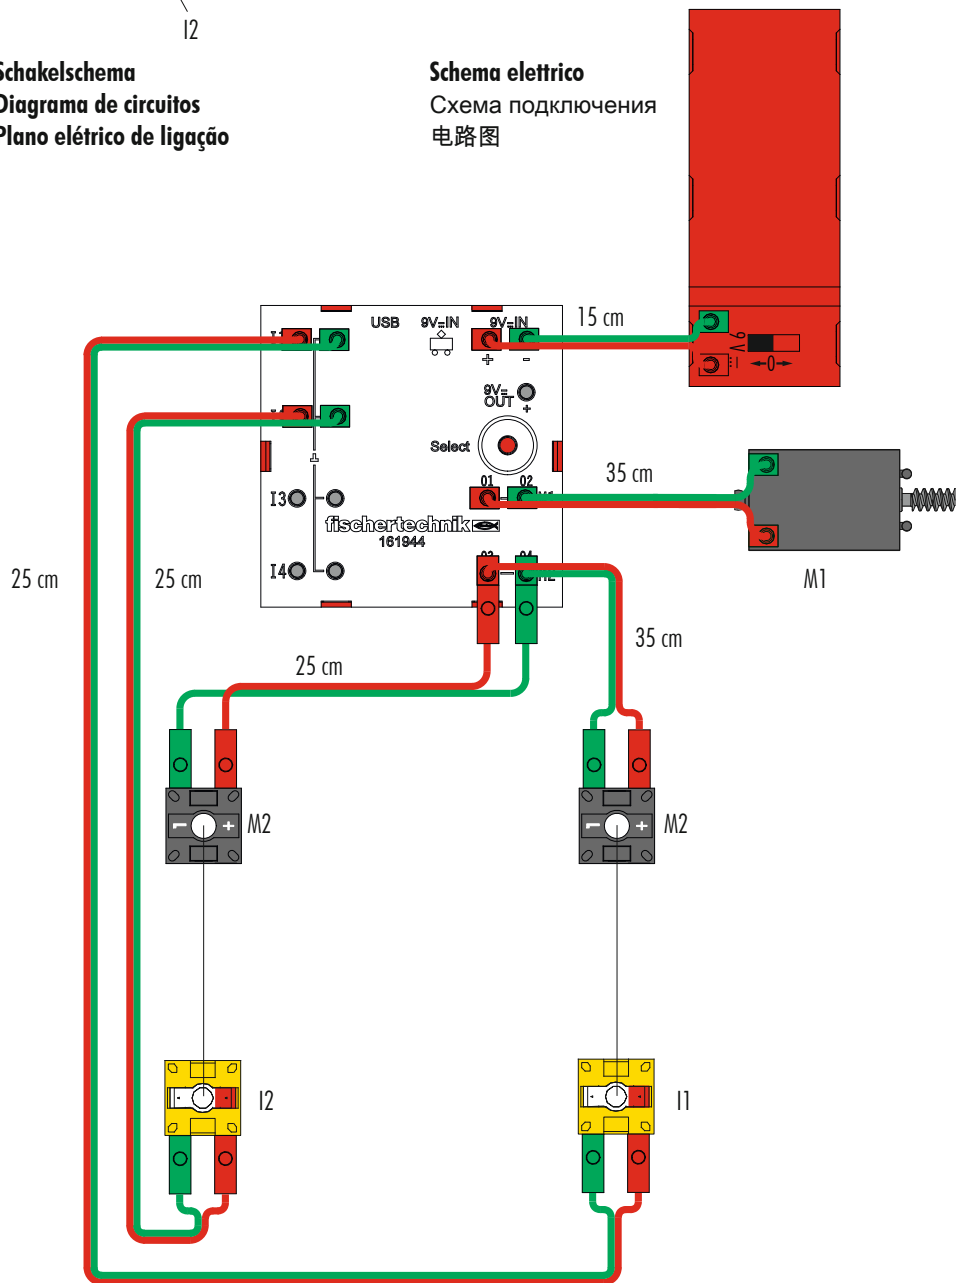 I2
Schakelschema
Diagrama de circuitos
Plano elétrico de ligação
Schema elettrico
Схема подключения
电路图
USB
9V=IN
9V=IN
+
-
15 cm
9V
0
9V=
OUT
+
Select
O1
O2
35 cm
M1
I3
fischertechnik
161944
I4
25 cm
25 cm
25 cm
35 cm
M2
M2
I2
I1